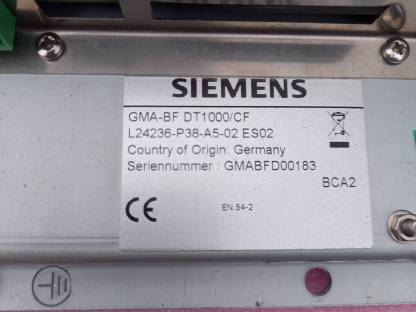 SIEMENS
GMA-BF DT1000/CF
L24236-P38-A5-02 ES02
Country of Origin: Germany
Seriennummer : GMABFD00183
BCA2
CE
EN 54-2